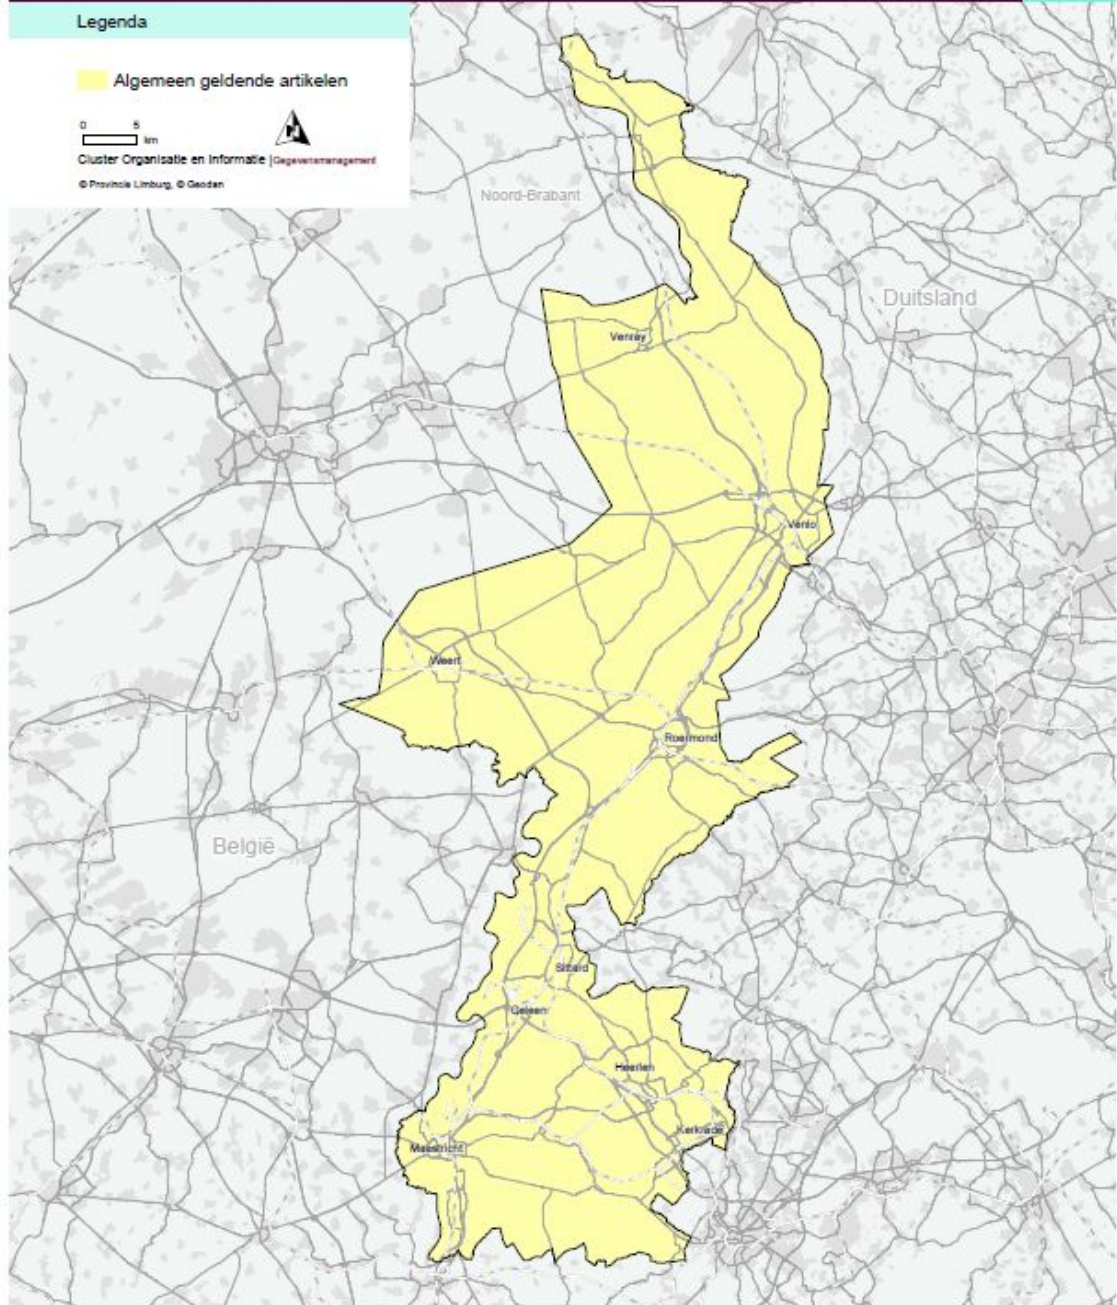 Legenda
Algemeen geldende artikelen
0 5
km
Cluster Organisatie en Informatie | Gegevensmanagement
© Provincie Limburg, © Geodan
Noord-Brabant
Duitsland
Venray
Venlo
Weert
Roermond
België
Sittard
Geleen
Heerlen
Kerkrade
Maastricht